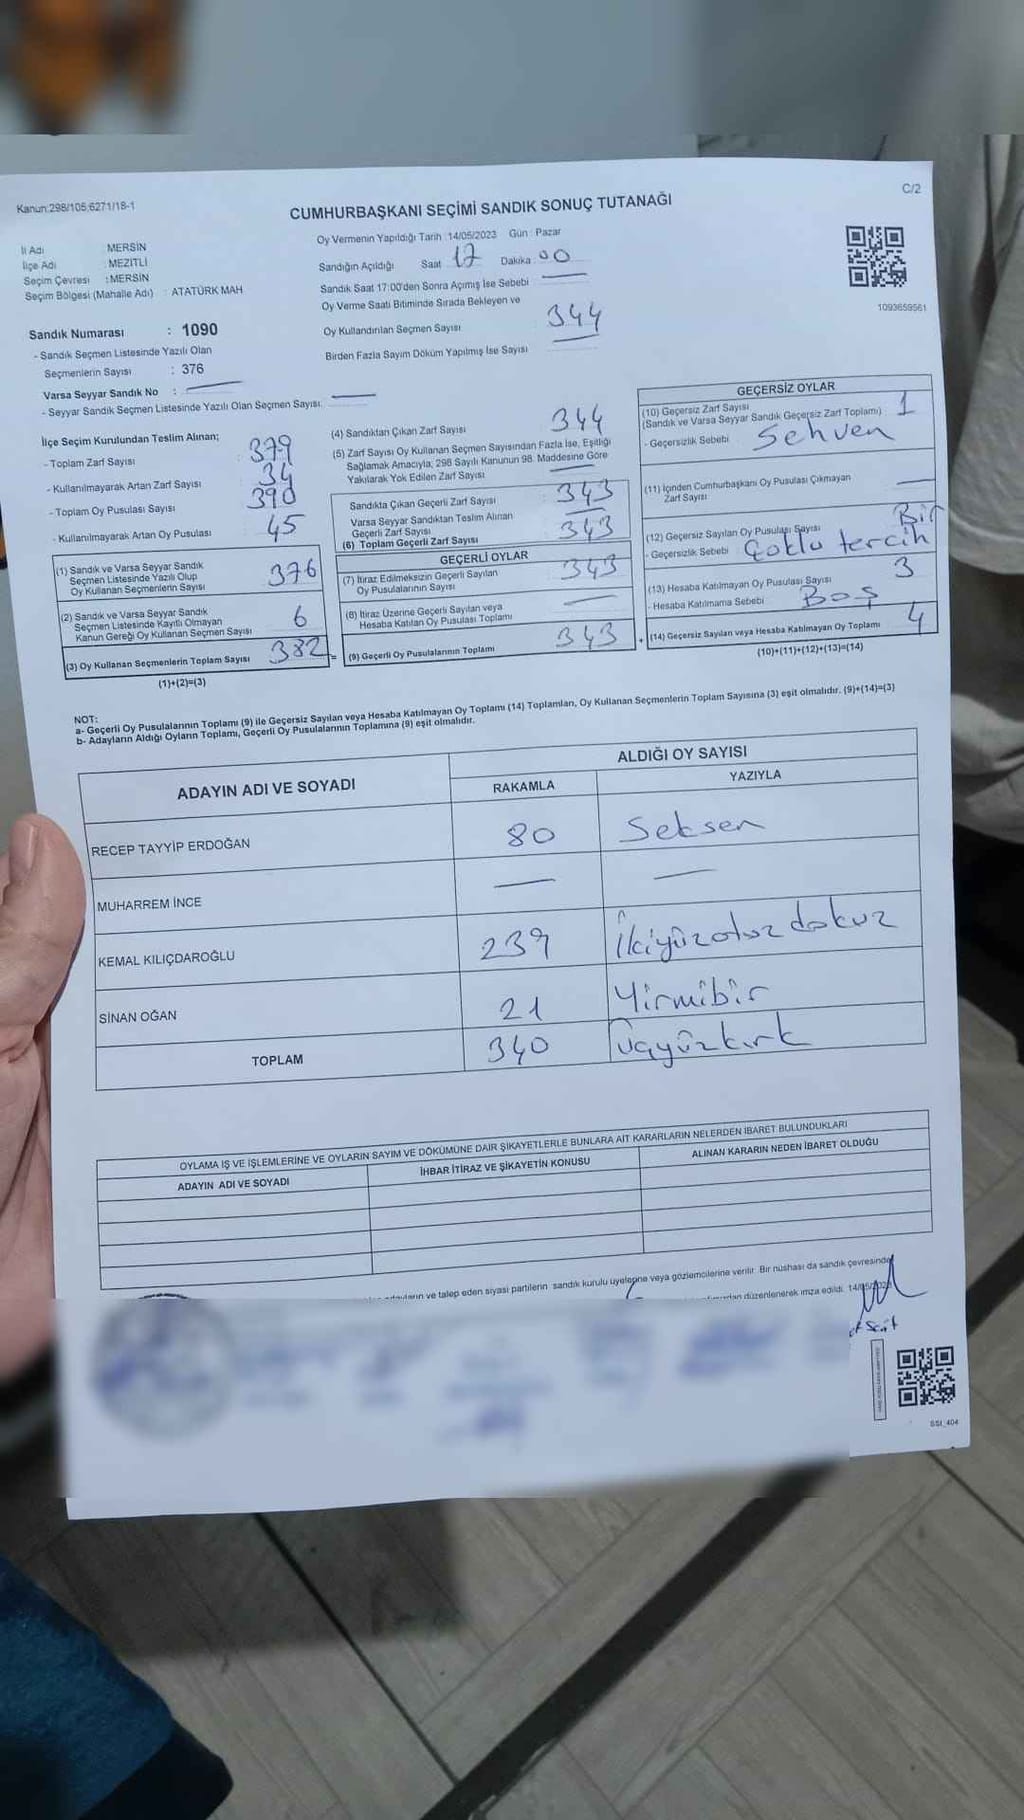 Kanun:298/105;6271/18-1
C/2
CUMHURBAŞKANI SEÇİMİ SANDIK SONUÇ TUTANAĞI
İl Adı : MERSİN
İlçe Adı : MEZİTLİ
Seçim Çevresi : MERSİN
Seçim Bölgesi (Mahalle Adı) : ATATÜRK MAH
Oy Vermenin Yapıldığı Tarih : 14/05/2023 Gün : Pazar
Sandığın Açıldığı Saat 17 Dakika : 00
Sandık Saat 17:00'den Sonra Açımış İse Sebebi
Oy Verme Saati Bitiminde Sırada Bekleyen ve
Oy Kullandırılan Seçmen Sayısı 344
Birden Fazla Sayım Döküm Yapılmış İse Sayısı
1093659561
Sandık Numarası : 1090
- Sandık Seçmen Listesinde Yazılı Olan
Seçmenlerin Sayısı : 376
Varsa Seyyar Sandık No :
- Seyyar Sandık Seçmen Listesinde Yazılı Olan Seçmen Sayısı:
İlçe Seçim Kurulundan Teslim Alınan;
- Toplam Zarf Sayısı : 379
- Kullanılmayarak Artan Zarf Sayısı : 34
- Toplam Oy Pusulası Sayısı : 390
- Kullanılmayarak Artan Oy Pusulası : 45
(1) Sandık ve Varsa Seyyar Sandık
Seçmen Listesinde Yazılı Olup
Oy Kullanan Seçmenlerin Sayısı 376
(2) Sandık ve Varsa Seyyar Sandık
Seçmen Listesinde Kayıtlı Olmayan
Kanun Gereği Oy Kullanan Seçmen Sayısı 6
(3) Oy Kullanan Seçmenlerin Toplam Sayısı 382 =
(1)+(2)=(3)
(4) Sandıktan Çıkan Zarf Sayısı 344
(5) Zarf Sayısı Oy Kullanan Seçmen Sayısından Fazla İse, Eşitliği
Sağlamak Amacıyla, 298 Sayılı Kanunun 98. Maddesine Göre
Yakılarak Yok Edilen Zarf Sayısı
Sandıkta Çıkan Geçerli Zarf Sayısı 343
Varsa Seyyar Sandıktan Teslim Alınan
Geçerli Zarf Sayısı
(6) Toplam Geçerli Zarf Sayısı 343
GEÇERLİ OYLAR
(7) İtiraz Edilmeksizin Geçerli Sayılan
Oy Pusulalarının Sayısı 343
(8) İtiraz Üzerine Geçerli Sayılan veya
Hesaba Katılan Oy Pusulası Toplamı
(9) Geçerli Oy Pusulalarının Toplamı 343 +
GEÇERSİZ OYLAR
(10) Geçersiz Zarf Sayısı
(Sandık ve Varsa Seyyar Sandık Geçersiz Zarf Toplamı) 1
- Geçersizlik Sebebi Sehven
(11) İçinden Cumhurbaşkanı Oy Pusulası Çıkmayan
Zarf Sayısı
(12) Geçersiz Sayılan Oy Pusulası Sayısı Bir
- Geçersizlik Sebebi Çoklu tercih
(13) Hesaba Katılmayan Oy Pusulası Sayısı 3
- Hesaba Katılmama Sebebi Boş
(14) Geçersiz Sayılan veya Hesaba Katılmayan Oy Toplamı 4
(10)+(11)+(12)+(13)=(14)
NOT:
a- Geçerli Oy Pusulalarının Toplamı (9) ile Geçersiz Sayılan veya Hesaba Katılmayan Oy Toplamı (14) Toplamları, Oy Kullanan Seçmenlerin Toplam Sayısına (3) eşit olmalıdır. (9)+(14)=(3)
b- Adayların Aldığı Oyların Toplamı, Geçerli Oy Pusulalarının Toplamına (9) eşit olmalıdır.
ADAYIN ADI VE SOYADI
ALDIĞI OY SAYISI
RAKAMLA YAZIYLA
RECEP TAYYİP ERDOĞAN 80 Seksen
MUHARREM İNCE
KEMAL KILIÇDAROĞLU 239 İkiyüzotuzdokuz
SİNAN OĞAN 21 Yirmibir
TOPLAM 340 Üçyüzkırk
OYLAMA İŞ VE İŞLEMLERİNE VE OYLARIN SAYIM VE DÖKÜMÜNE DAİR ŞİKAYETLERLE BUNLARA AİT KARARLARIN NELERDEN İBARET BULUNDUKLARI
ADAYIN ADI VE SOYADI İHBAR İTİRAZ VE ŞİKAYETİN KONUSU ALINAN KARARIN NEDEN İBARET OLDUĞU
ve talep eden siyasi partilerin sandık kurulu üyelerine veya gözlemcilerine verilir. Bir nüshası da sandık çevresinde
düzenlenerek imza edildi.
SSI_404